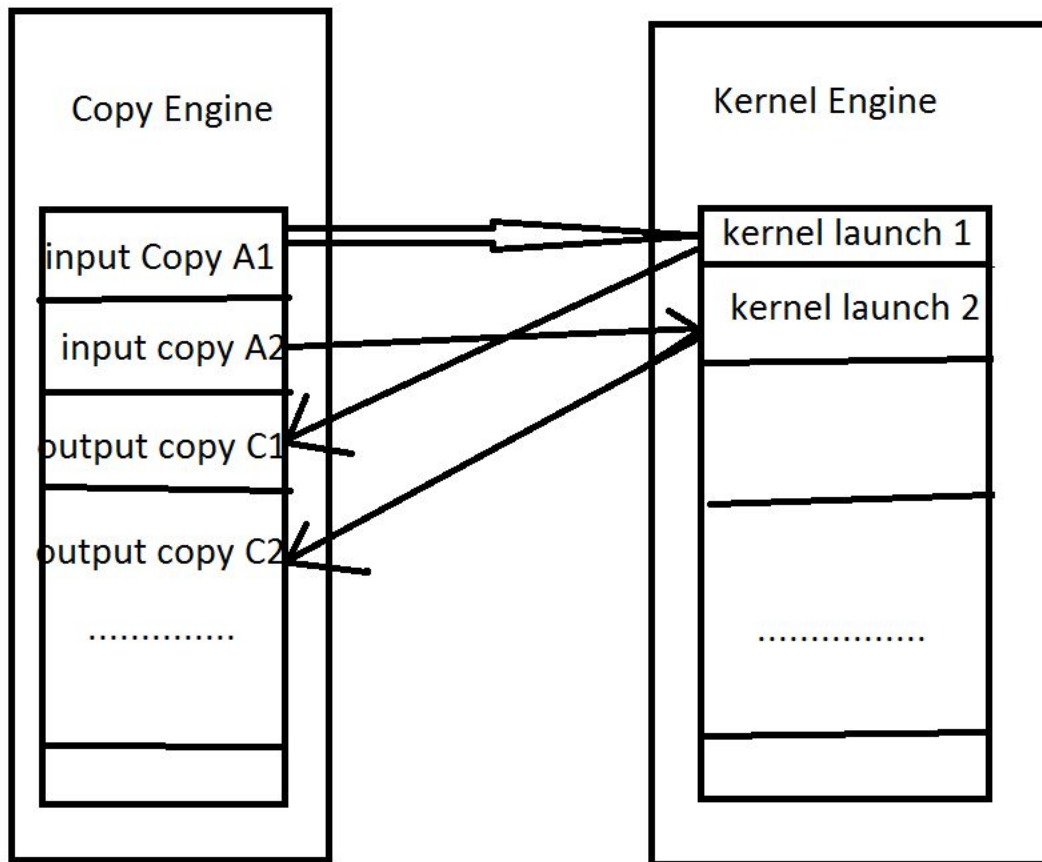 Copy Engine
input Copy A1
input copy A2
output copy C1
output copy C2
..............
Kernel Engine
kernel launch 1
kernel launch 2
................